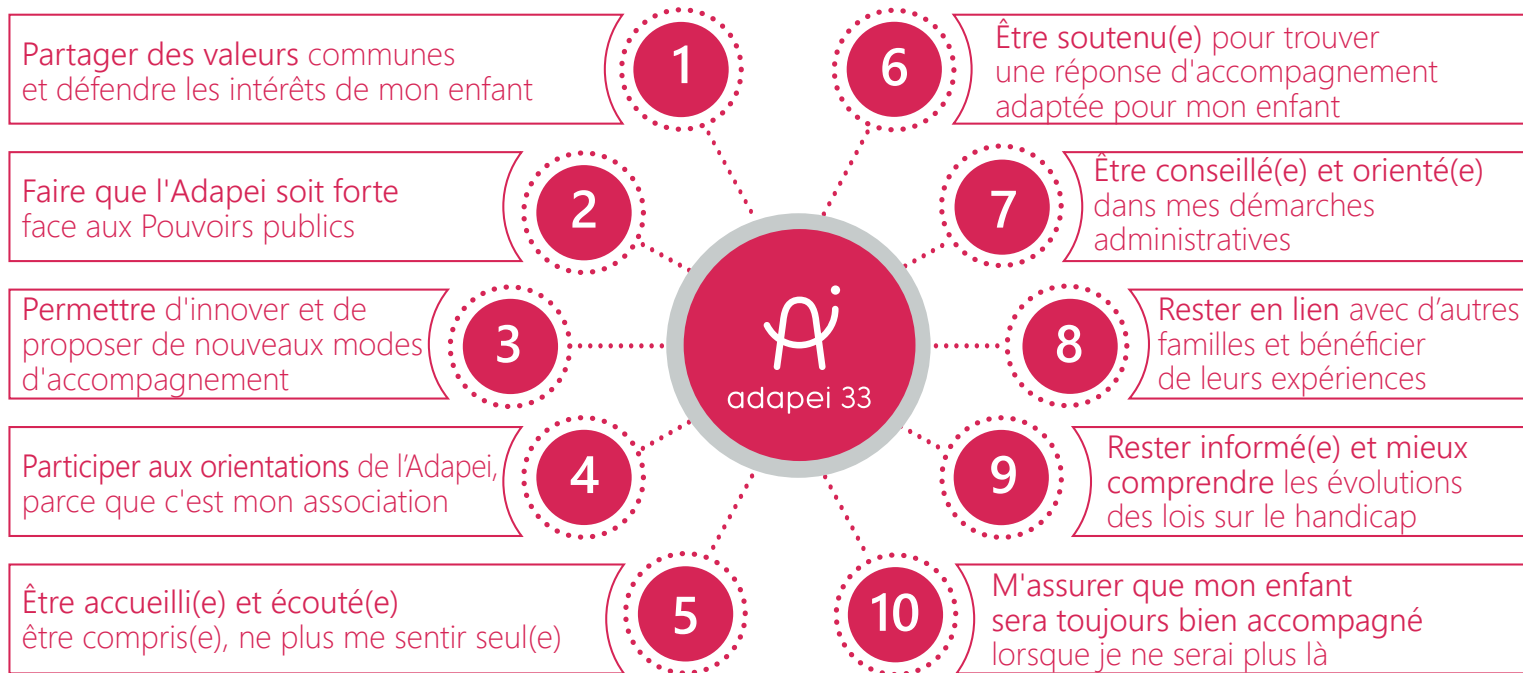 1
Partager des valeurs communes
et défendre les intérêts de mon enfant
2
Faire que l'Adapei soit forte
face aux Pouvoirs publics
3
Permettre d'innover et de
proposer de nouveaux modes
d'accompagnement
4
Participer aux orientations de l’Adapei,
parce que c'est mon association
5
Être accueilli(e) et écouté(e)
être compris(e), ne plus me sentir seul(e)
adapei 33
6
Être soutenu(e) pour trouver
une réponse d'accompagnement
adaptée pour mon enfant
7
Être conseillé(e) et orienté(e)
dans mes démarches
administratives
8
Rester en lien avec d’autres
familles et bénéficier
de leurs expériences
9
Rester informé(e) et mieux
comprendre les évolutions
des lois sur le handicap
10
M'assurer que mon enfant
sera toujours bien accompagné
lorsque je ne serai plus là